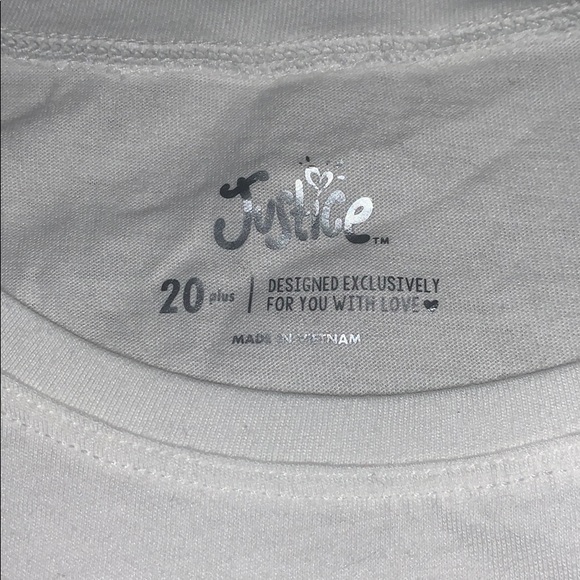 Justice™
20 plus | DESIGNED EXCLUSIVELY
FOR YOU WITH LOVE
MADE IN VIETNAM